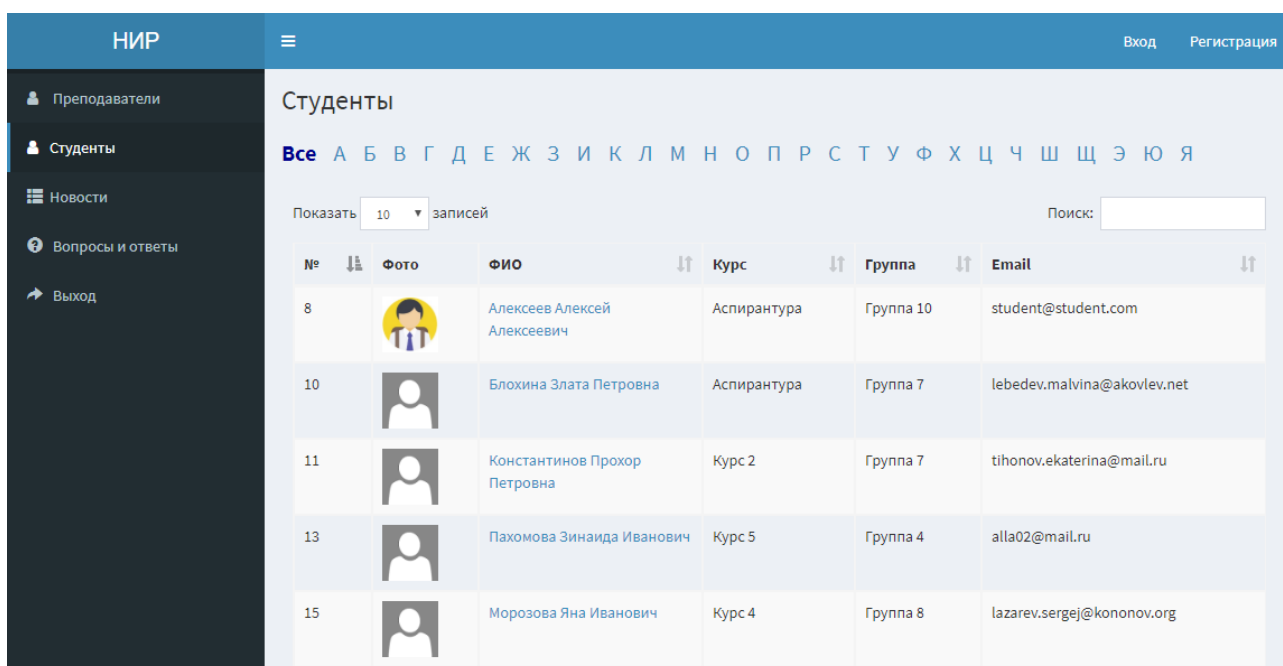 НИР
Вход Регистрация
Преподаватели
Студенты
Новости
Вопросы и ответы
Выход
Студенты
Все А Б В Г Д Е Ж З И К Л М Н О П Р С Т У Ф Х Ц Ч Ш Щ Э Ю Я
Показать 10 записей Поиск:
№ Фото ФИО Курс Группа Email
8 Алексеев Алексей Аспирантура Группа 10 student@student.com
Алексеевич
10 Блохина Злата Петровна Аспирантура Группа 7 lebedev.malvina@akovlev.net
11 Константинов Прохор Курс 2 Группа 7 tihonov.ekaterina@mail.ru
Петровна
13 Пахомова Зинаида Иванович Курс 5 Группа 4 alla02@mail.ru
15 Морозова Яна Иванович Курс 4 Группа 8 lazarev.sergej@kononov.org